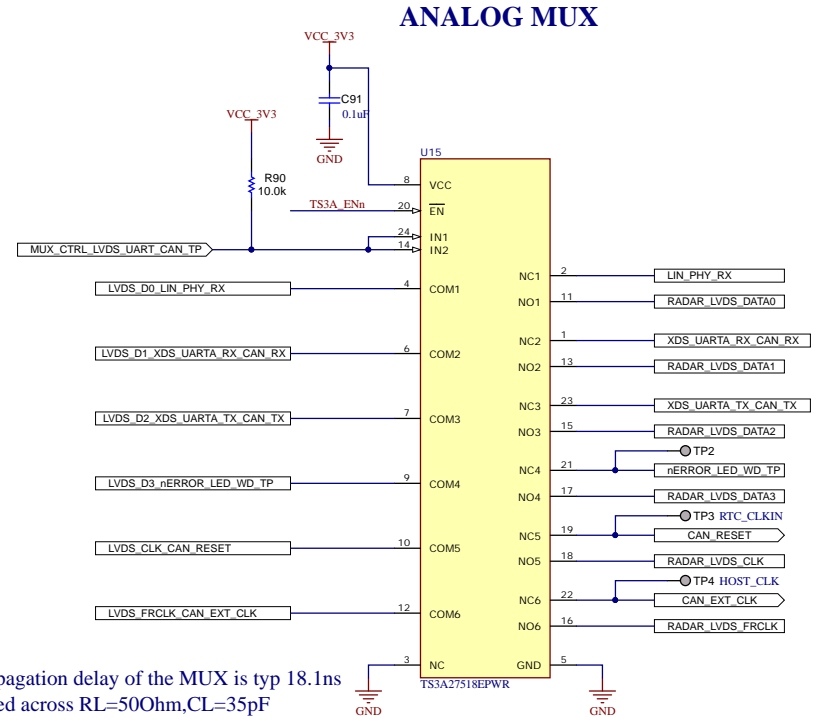 ANALOG MUX
VCC_3V3
C91
0.1uF
GND
VCC_3V3
R90
10.0k
U15
8 VCC
TS3A_ENn 20 EN
24 IN1
MUX_CTRL_LVDS_UART_CAN_TP 14 IN2
NC1 2 LIN_PHY_RX
LVDS_D0_LIN_PHY_RX 4 COM1
NO1 11 RADAR_LVDS_DATA0
NC2 1 XDS_UARTA_RX_CAN_RX
LVDS_D1_XDS_UARTA_RX_CAN_RX 6 COM2
NO2 13 RADAR_LVDS_DATA1
NC3 23 XDS_UARTA_TX_CAN_TX
LVDS_D2_XDS_UARTA_TX_CAN_TX 7 COM3
NO3 15 RADAR_LVDS_DATA2
TP2
NC4 21 nERROR_LED_WD_TP
LVDS_D3_nERROR_LED_WD_TP 9 COM4
NO4 17 RADAR_LVDS_DATA3
TP3 RTC_CLKIN
NC5 19 CAN_RESET
LVDS_CLK_CAN_RESET 10 COM5
NO5 18 RADAR_LVDS_CLK
TP4 HOST_CLK
NC6 22 CAN_EXT_CLK
LVDS_FRCLK_CAN_EXT_CLK 12 COM6
NO6 16 RADAR_LVDS_FRCLK
3 NC GND 5
TS3A27518EPWR
pagation delay of the MUX is typ 18.1ns
ed across RL=50Ohm,CL=35pF
GND
GND